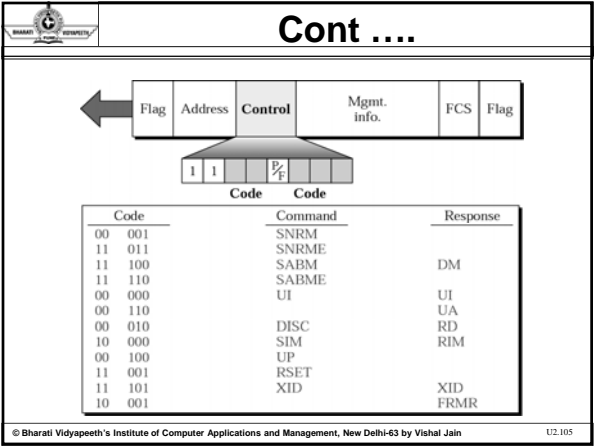 BHARATI VIDYAPEETH
PUNE
Cont ….
Flag Address Control Mgmt. info. FCS Flag
1 1 P/F
Code Code
Code Command Response
00 001 SNRM
11 011 SNRME
11 100 SABM DM
11 110 SABME
00 000 UI UI
00 110 UA
00 010 DISC RD
10 000 SIM RIM
00 100 UP
11 001 RSET
11 101 XID XID
10 001 FRMR
© Bharati Vidyapeeth's Institute of Computer Applications and Management, New Delhi-63 by Vishal Jain U2.105